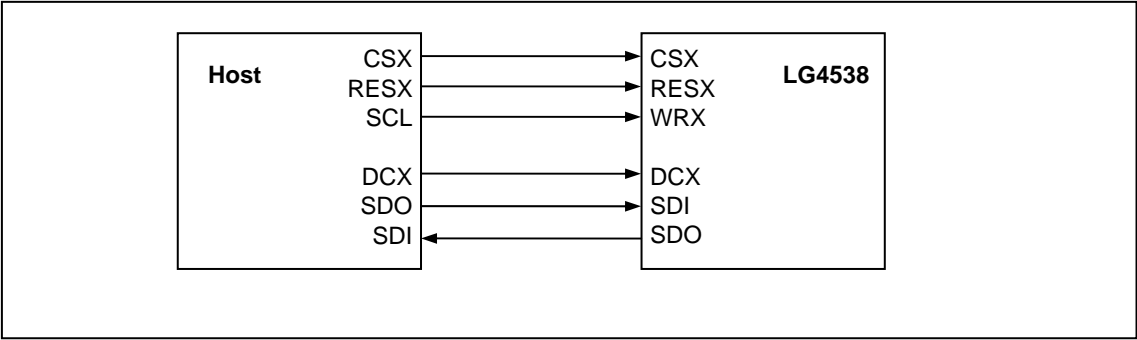 Host
CSX
RESX
SCL
DCX
SDO
SDI
LG4538
CSX
RESX
WRX
DCX
SDI
SDO